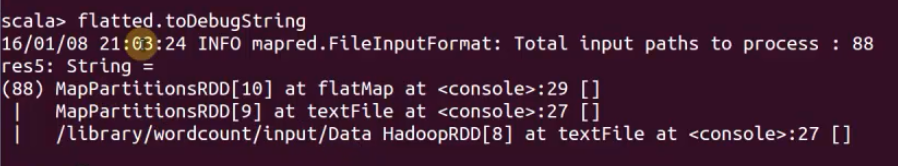 scala> flatted.toDebugString
16/01/08 21:03:24 INFO mapred.FileInputFormat: Total input paths to process : 88
res5: String =
(88) MapPartitionsRDD[10] at flatMap at <console>:29 []
 |   MapPartitionsRDD[9] at textFile at <console>:27 []
 |   /library/wordcount/input/Data HadoopRDD[8] at textFile at <console>:27 []